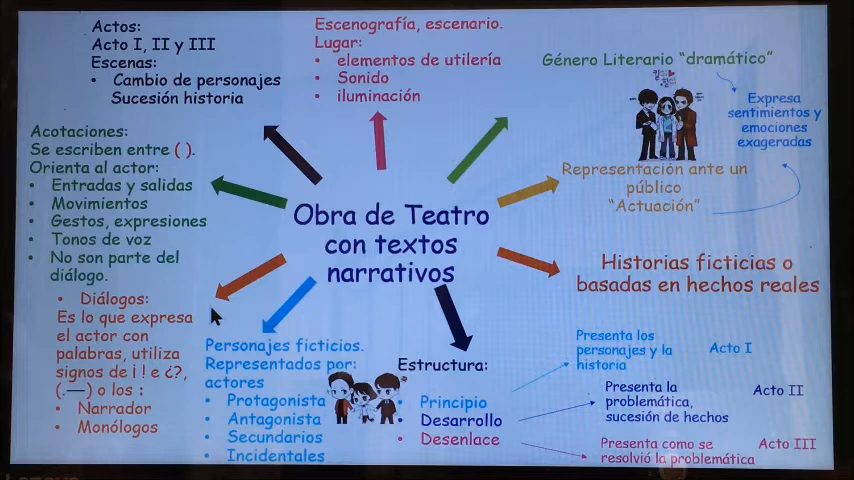 Actos:
Acto I, II y III
Escenas:
• Cambio de personajes
Sucesión historia
Escenografía, escenario.
Lugar:
• elementos de utilería
• Sonido
• iluminación
Género Literario “dramático”
Expresa
sentimientos y
emociones
exageradas
Representación ante un
público
“Actuación”
Acotaciones:
Se escriben entre ( ).
Orienta al actor:
• Entradas y salidas
• Movimientos
• Gestos, expresiones
• Tonos de voz
• No son parte del
diálogo.
Obra de Teatro
con textos
narrativos
Historias ficticias o
basadas en hechos reales
• Diálogos:
Es lo que expresa
el actor con
palabras, utiliza
signos de ¡ ! e ¿?,
(.—) o los :
• Narrador
• Monólogos
Personajes ficticios.
Representados por:
actores
• Protagonista
• Antagonista
• Secundarios
• Incidentales
Estructura:
• Principio
• Desarrollo
• Desenlace
Presenta los
personajes y la
historia
Acto I
Presenta la
problemática,
sucesión de hechos
Acto II
Presenta como se
resolvió la problemática
Acto III